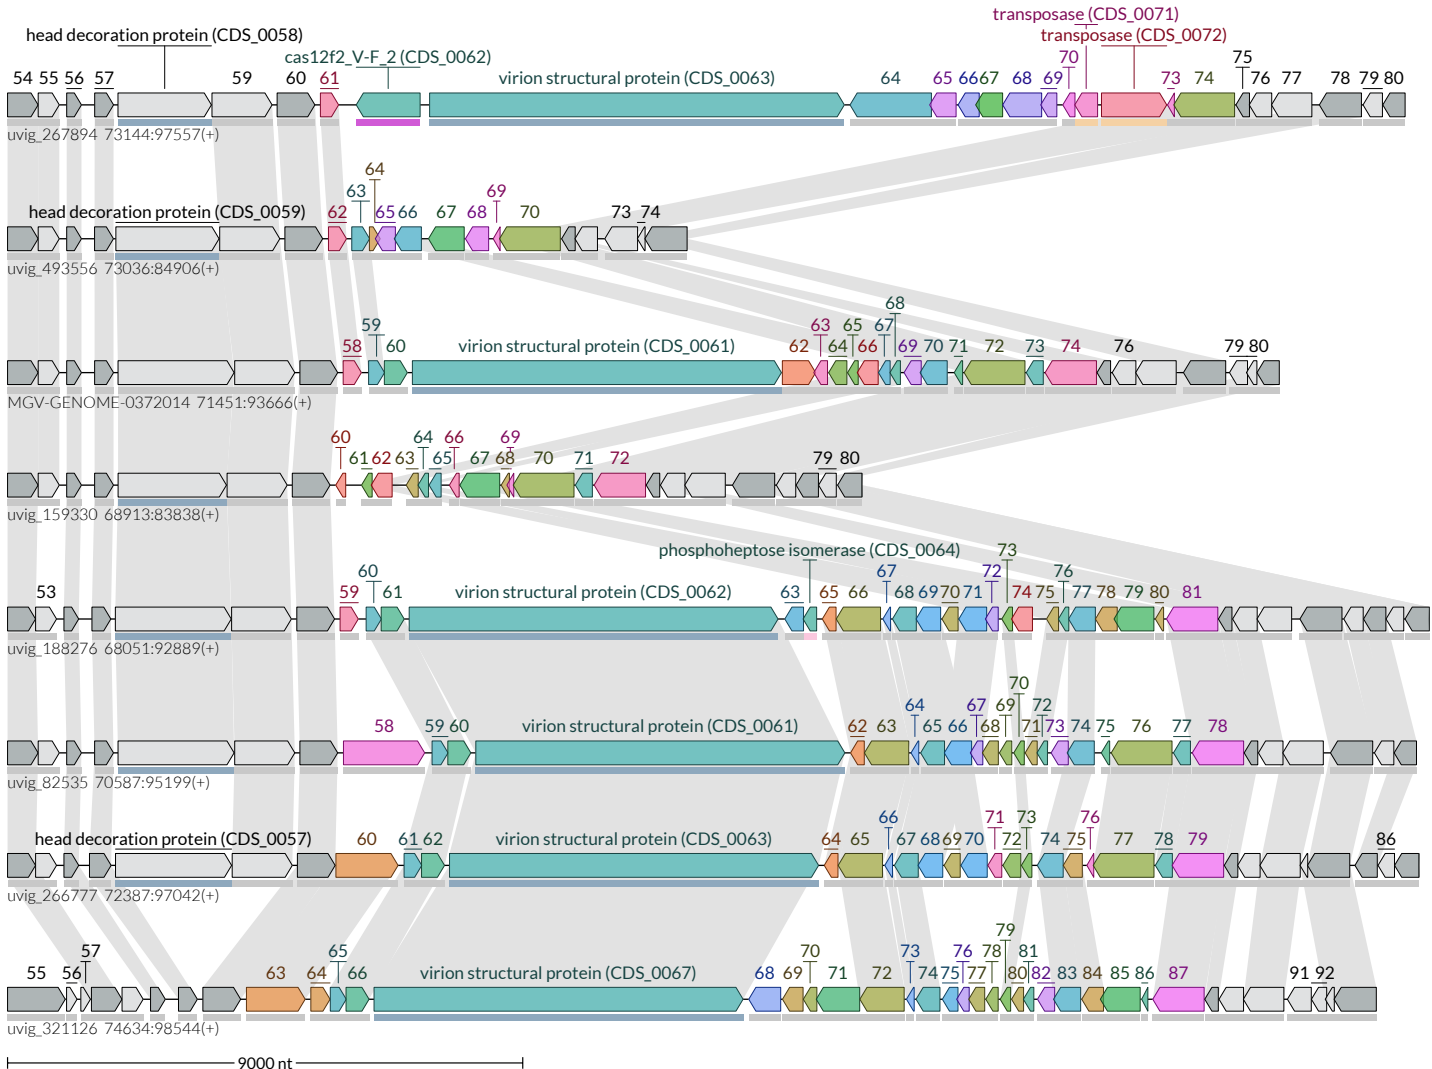 transposase (CDS_0071)
head decoration protein (CDS_0058) transposase (CDS_0072)
cas12f2_V-F_2 (CDS_0062) 70 75
54 55 56 57 59 60 61 virion structural protein (CDS_0063) 64 65 66 67 68 69 73 74 76 77 78 79 80
uvig_267894 73144:97557(+)
64
63 69
head decoration protein (CDS_0059) 62 65 66 67 68 70 73 74
uvig_493556 73036:84906(+)
68
59 63 65 67
58 60 virion structural protein (CDS_0061) 62 64 66 69 70 71 72 73 74 76 79 80
MGV-GENOME-0372014 71451:93666(+)
60 64 66 69
61 62 63 65 67 68 70 71 72 79 80
uvig_159330 68913:83838(+)
phosphoheptose isomerase (CDS_0064) 73
60 67 72 76
53 59 61 virion structural protein (CDS_0062) 63 65 66 68 69 70 71 74 75 77 78 79 80 81
uvig_188276 68051:92889(+)
70
64 67 69 72
58 59 60 virion structural protein (CDS_0061) 62 63 65 66 68 71 73 74 75 76 77 78
uvig_82535 70587:95199(+)
66 71 73 76
head decoration protein (CDS_0057) 60 61 62 virion structural protein (CDS_0063) 64 65 67 68 69 70 72 74 75 77 78 79 86
uvig_266777 72387:97042(+)
79
57 65 70 73 76 78 81
55 56 63 64 66 virion structural protein (CDS_0067) 68 69 71 72 74 75 77 80 82 83 84 85 86 87 91 92
uvig_321126 74634:98544(+)
9000 nt